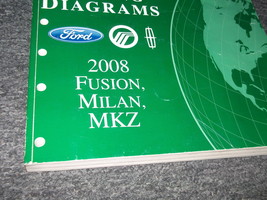 DIAGRAMS
Ford
2008
FUSION,
MILAN,
MKZ